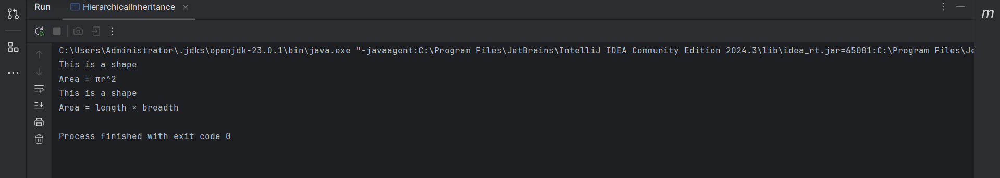 Run HierarchicalInheritance
m
C:\Users\Administrator\.jdks\openjdk-23.0.1\bin\java.exe "-javaagent:C:\Program Files\JetBrains\IntelliJ IDEA Community Edition 2024.3\lib\idea_rt.jar=65081:C:\Program Files\Je
This is a shape
Area = πr^2
This is a shape
Area = length × breadth
Process finished with exit code 0